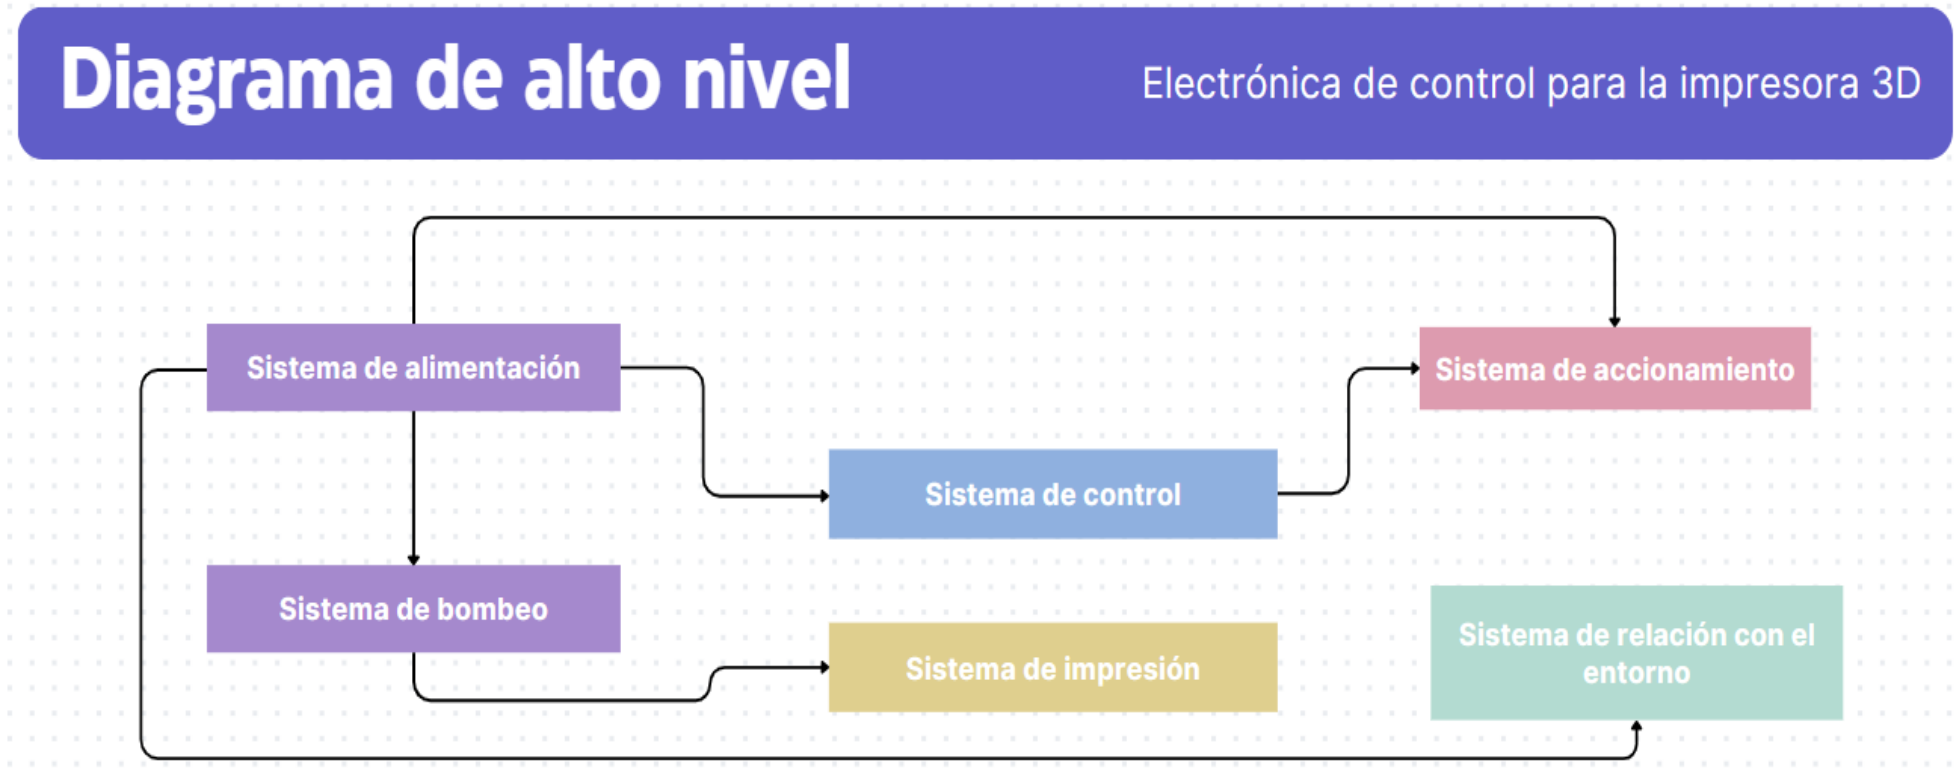 Diagrama de alto nivel
Electrónica de control para la impresora 3D
Sistema de alimentación
Sistema de accionamiento
Sistema de control
Sistema de bombeo
Sistema de impresión
Sistema de relación con el
entorno